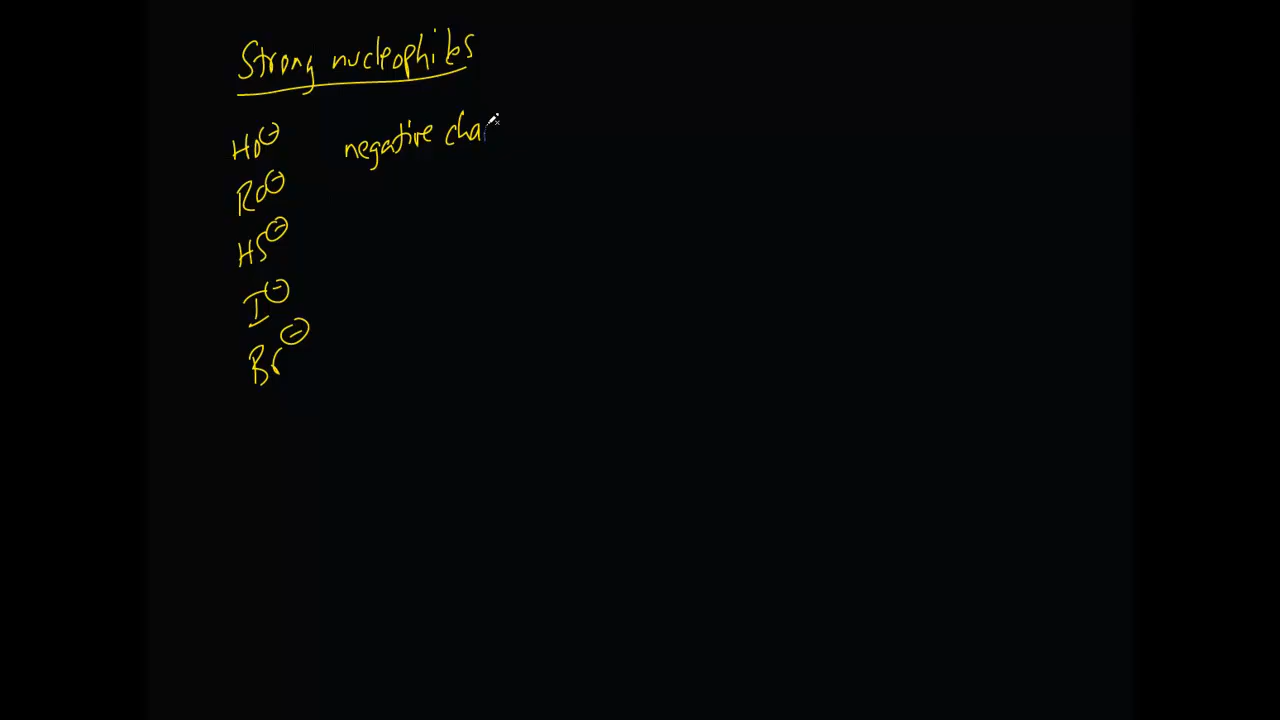 Strong nucleophiles
HO⊖ negative cha
RO⊖
HS⊖
I⊖
Br⊖